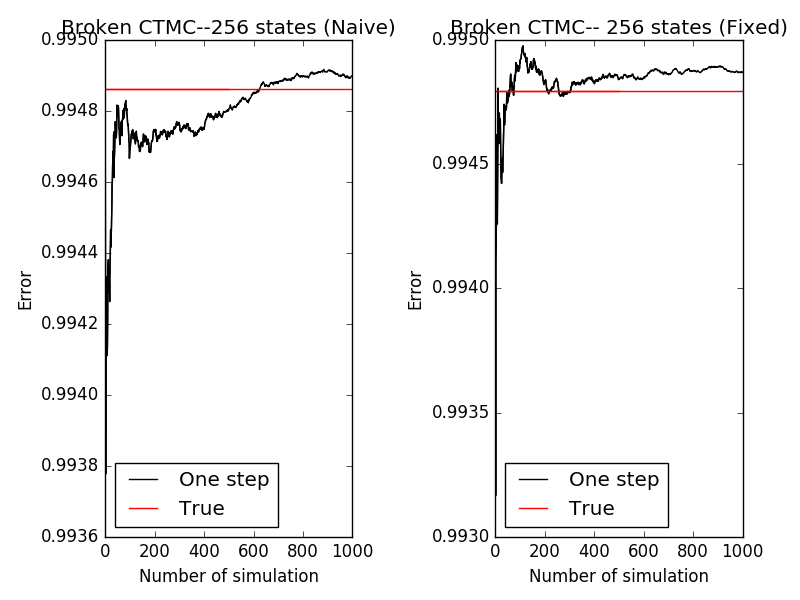 Broken CTMC--256 states (Naive)
0.9950
0.9948
0.9946
0.9944
0.9942
0.9940
0.9938
0.9936
Error
One step
True
0 200 400 600 800 1000
Number of simulation
Broken CTMC-- 256 states (Fixed)
0.9950
0.9945
0.9940
0.9935
0.9930
Error
One step
True
0 200 400 600 800 1000
Number of simulation